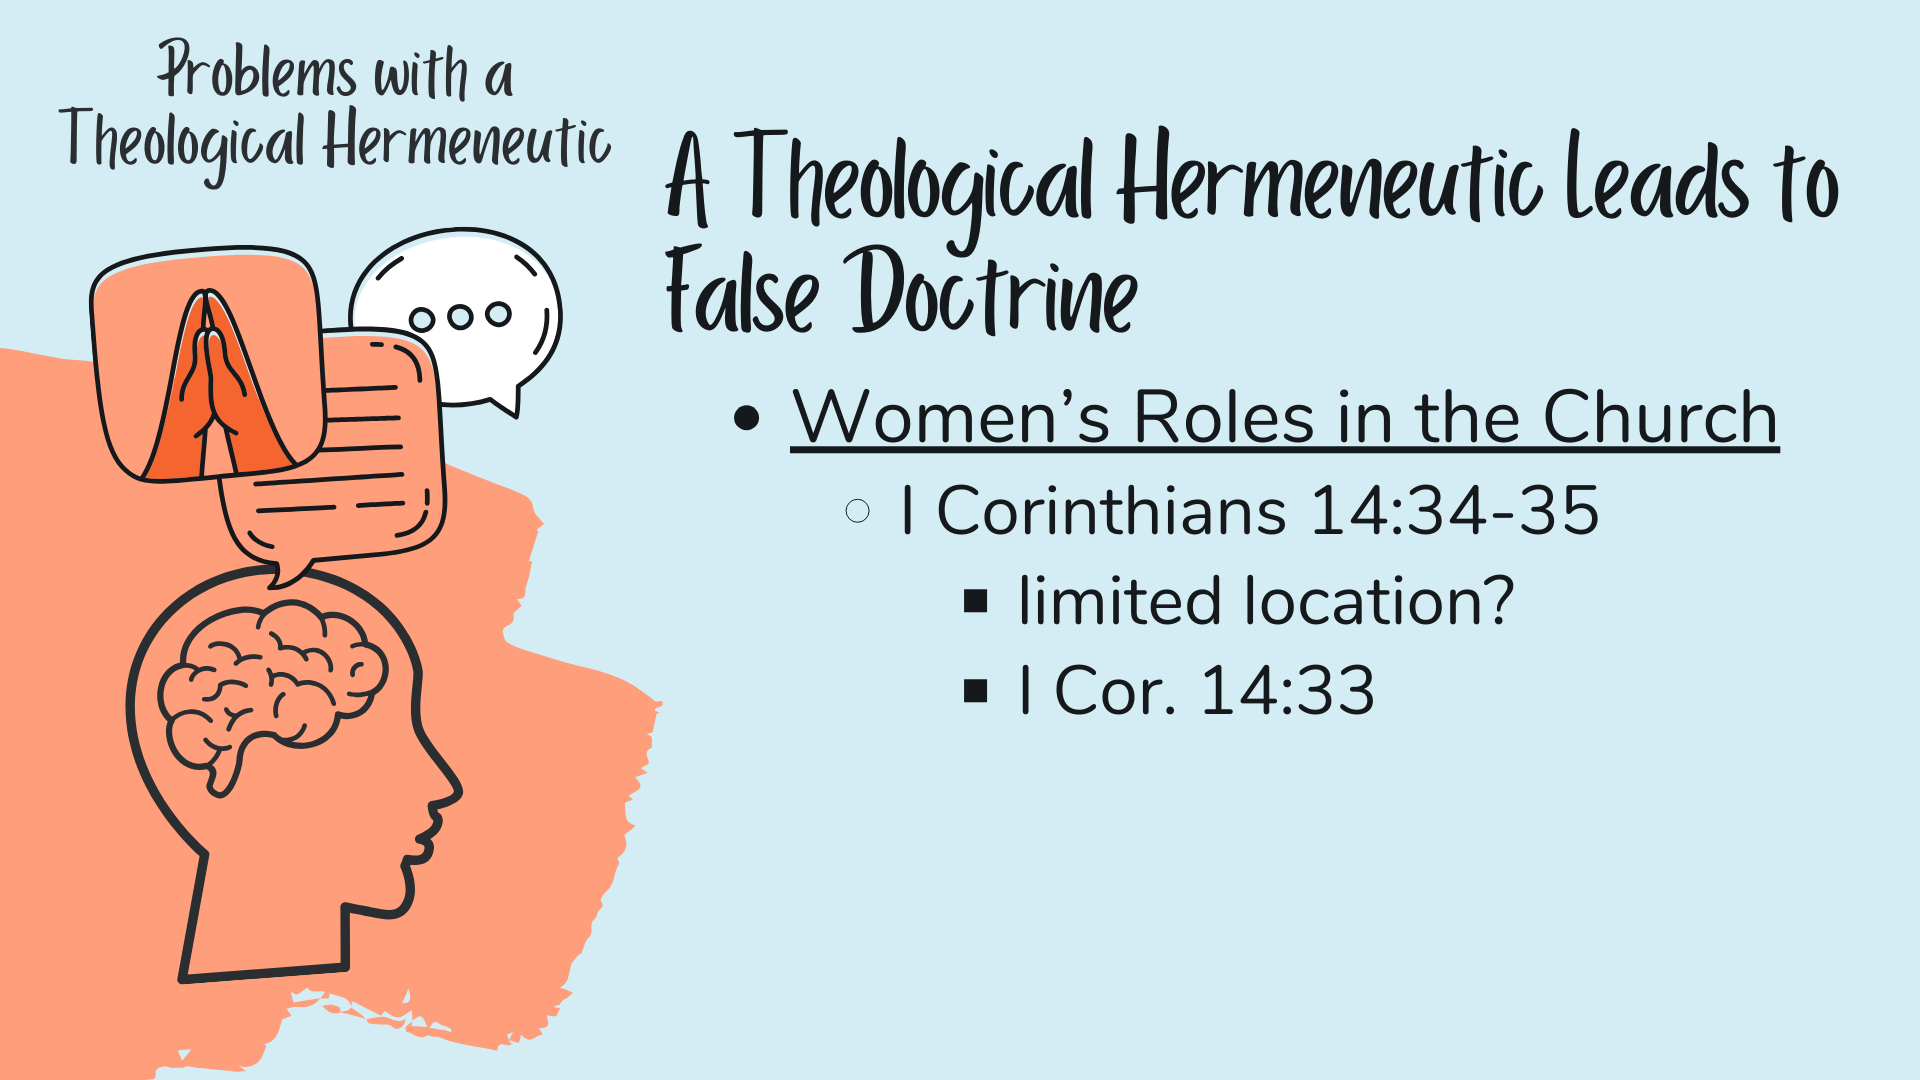 Problems with a
Theological Hermeneutic
A Theological Hermeneutic Leads to
False Doctrine
Women’s Roles in the Church
I Corinthians 14:34-35
limited location?
I Cor. 14:33